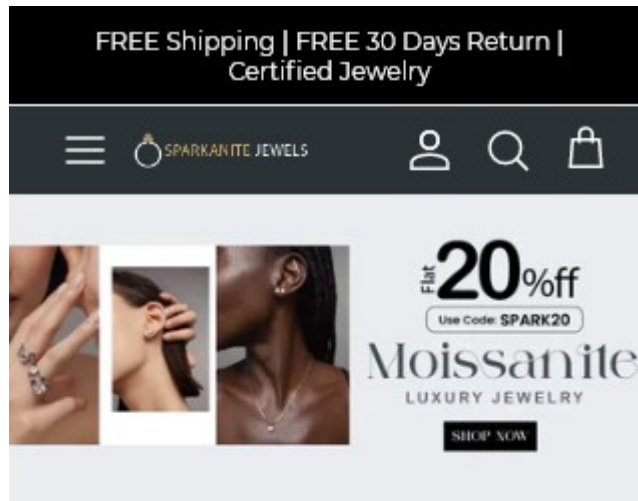 FREE Shipping | FREE 30 Days Return |
Certified Jewelry
SPARKANITE JEWELS
Flat 20%ff
Use Code: SPARK20
Moissanite
LUXURY JEWELRY
SHOP NOW